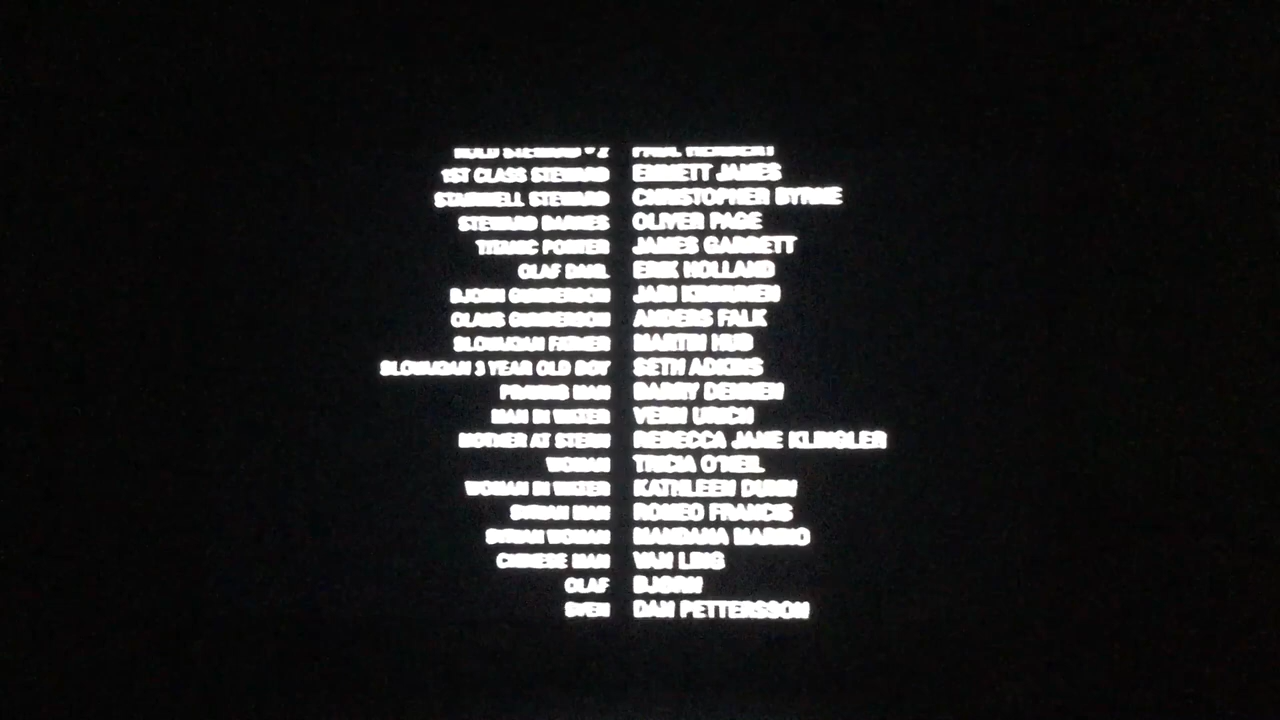 1ST CLASS STEWARD EMMETT JAMES
STAIRWELL STEWARD CHRISTOPHER BYRNE
STEWARD BARNES OLIVER PAGE
TITANIC PORTER JAMES GARRETT
OLAF DAHL ERIK HOLLAND
BJORN GUNDERSON JARI KINNUNEN
OLAUS GUNDERSON ANDERS FALK
SLOVAKIAN FATHER MARTIN HUB
SLOVAKIAN 3 YEAR OLD BOY SETH ADKINS
PRAYING MAN BARRY DENNEN
MAN IN WATER VERN URICH
MOTHER AT STERN REBECCA JANE KLINGLER
WOMAN TRICIA O'NEIL
WOMAN IN WATER KATHLEEN DUNN
SYRIAN MAN ROMEO FRANCIS
SYRIAN WOMAN MANDANA MARINO
CHINESE MAN VAN LING
OLAF BJORN
SVEN DAN PETTERSSON